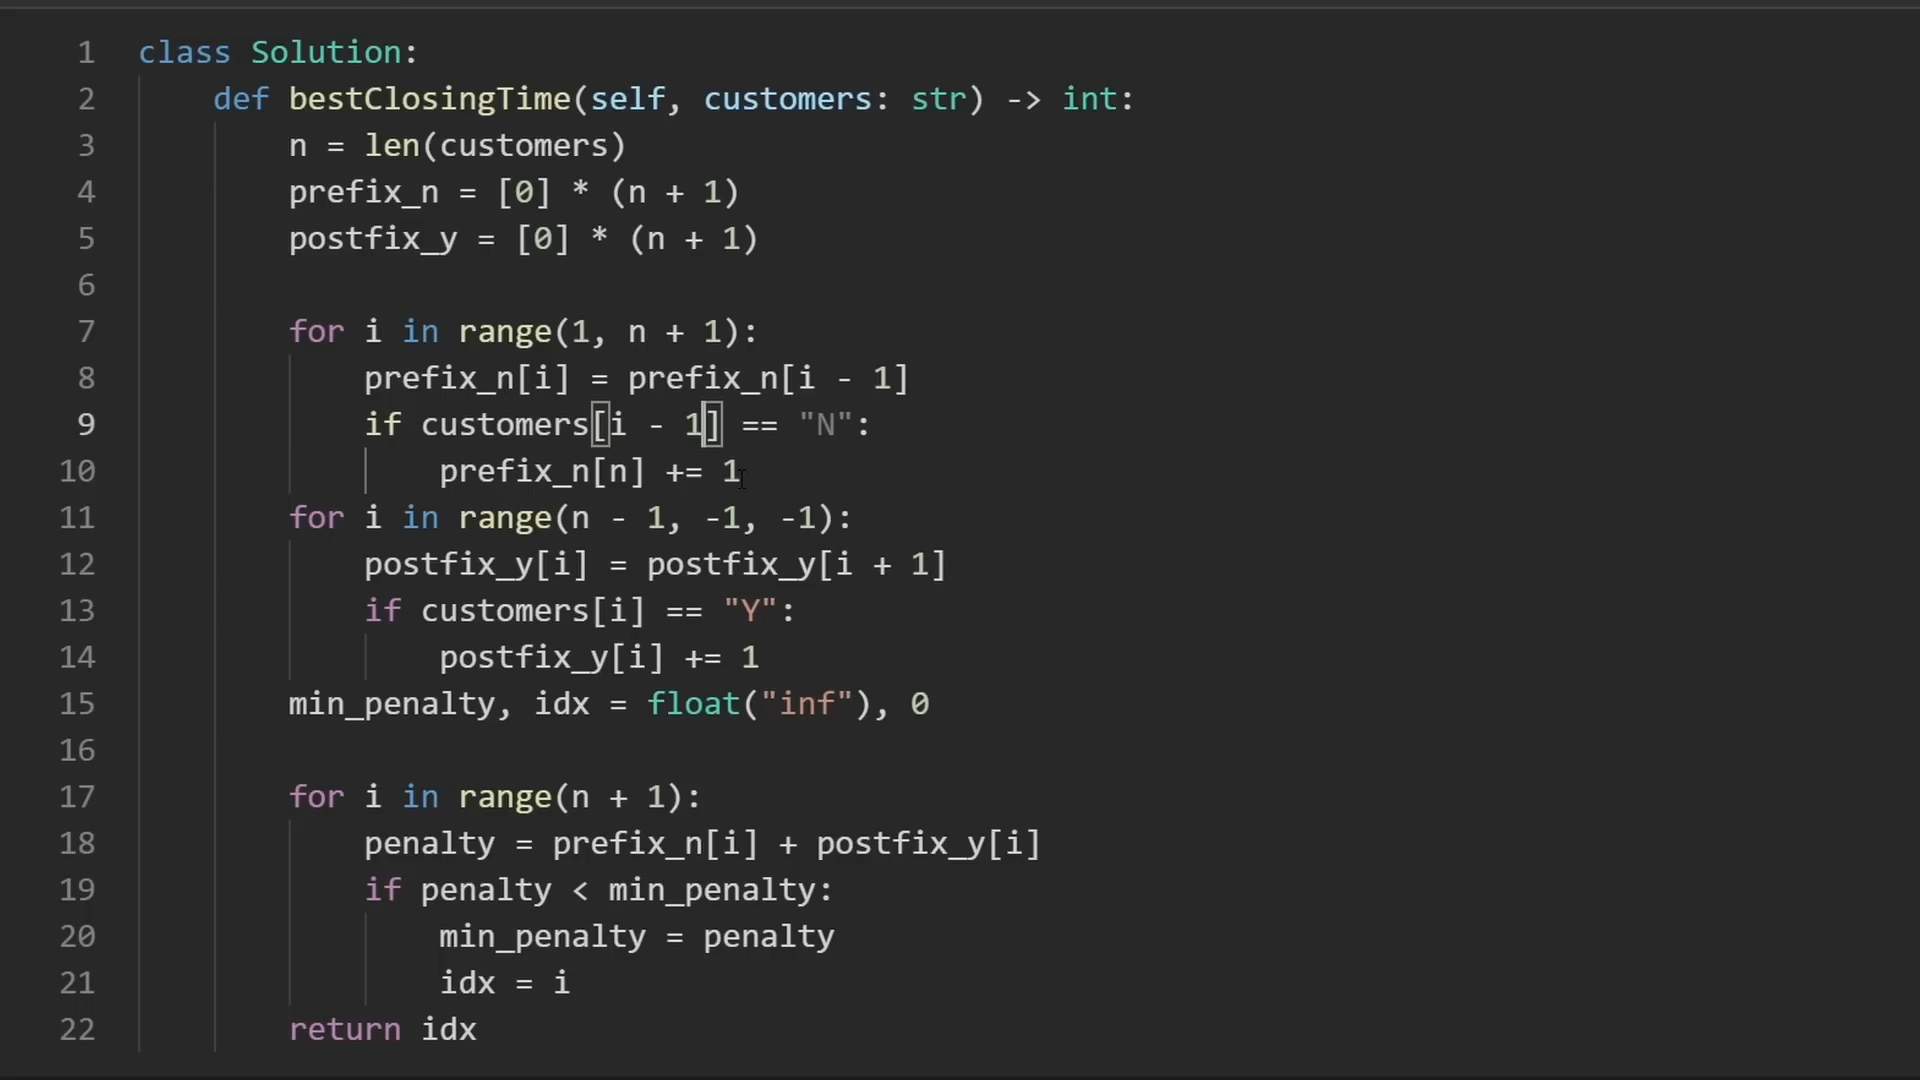 1 class Solution:
2     def bestClosingTime(self, customers: str) -> int:
3         n = len(customers)
4         prefix_n = [0] * (n + 1)
5         postfix_y = [0] * (n + 1)
6
7         for i in range(1, n + 1):
8             prefix_n[i] = prefix_n[i - 1]
9             if customers[i - 1] == "N":
10                 prefix_n[n] += 1
11         for i in range(n - 1, -1, -1):
12             postfix_y[i] = postfix_y[i + 1]
13             if customers[i] == "Y":
14                 postfix_y[i] += 1
15         min_penalty, idx = float("inf"), 0
16
17         for i in range(n + 1):
18             penalty = prefix_n[i] + postfix_y[i]
19             if penalty < min_penalty:
20                 min_penalty = penalty
21                 idx = i
22         return idx